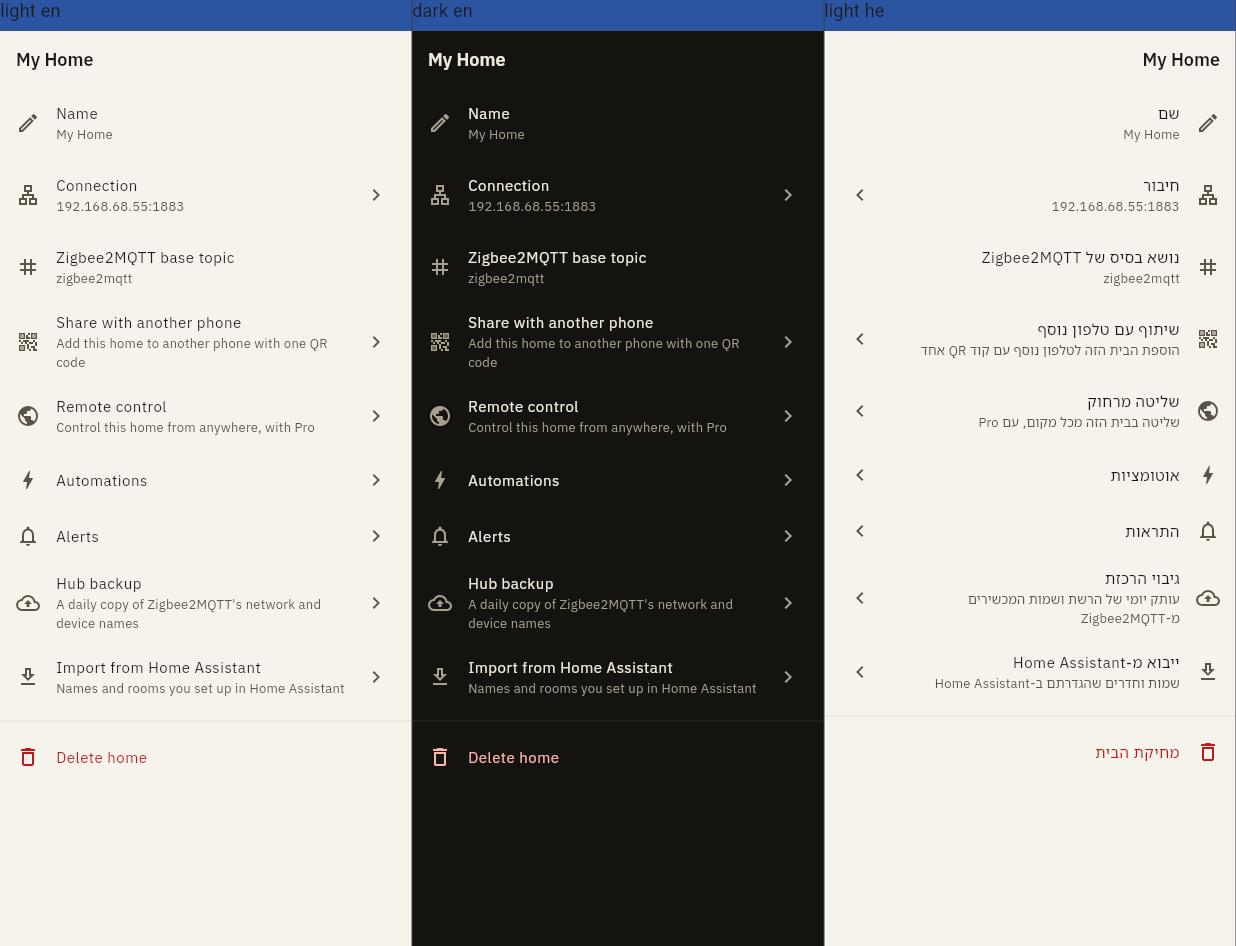 light en
My Home
Name
My Home
Connection
192.168.68.55:1883
Zigbee2MQTT base topic
zigbee2mqtt
Share with another phone
Add this home to another phone with one QR
code
Remote control
Control this home from anywhere, with Pro
Automations
Alerts
Hub backup
A daily copy of Zigbee2MQTT's network and
device names
Import from Home Assistant
Names and rooms you set up in Home Assistant
Delete home
dark en
My Home
Name
My Home
Connection
192.168.68.55:1883
Zigbee2MQTT base topic
zigbee2mqtt
Share with another phone
Add this home to another phone with one QR
code
Remote control
Control this home from anywhere, with Pro
Automations
Alerts
Hub backup
A daily copy of Zigbee2MQTT's network and
device names
Import from Home Assistant
Names and rooms you set up in Home Assistant
Delete home
light he
My Home
שם
My Home
חיבור
192.168.68.55:1883
נושא בסיס של Zigbee2MQTT
zigbee2mqtt
שיתוף עם טלפון נוסף
הוספת הבית הזה לטלפון נוסף עם קוד QR אחד
שליטה מרחוק
שליטה בבית הזה מכל מקום, עם Pro
אוטומציות
התראות
גיבוי הרכזת
עותק יומי של הרשת ושמות המכשירים
מ-Zigbee2MQTT
ייבוא מ-Home Assistant
שמות וחדרים שהגדרתם ב-Home Assistant
מחיקת הבית